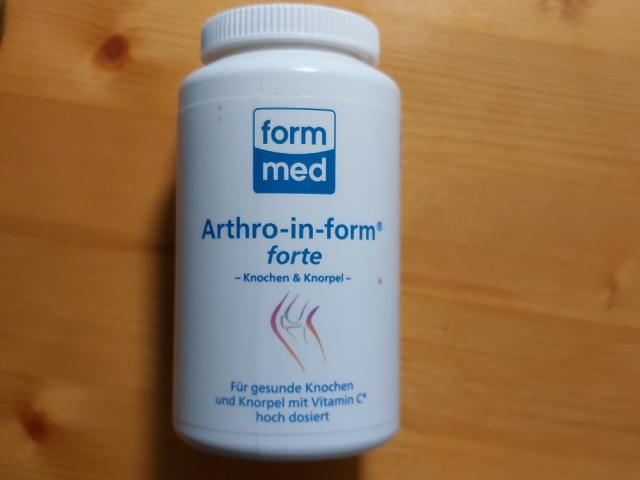 form
med
Arthro-in-form®
forte
– Knochen & Knorpel –
Für gesunde Knochen
und Knorpel mit Vitamin C*
hoch dosiert